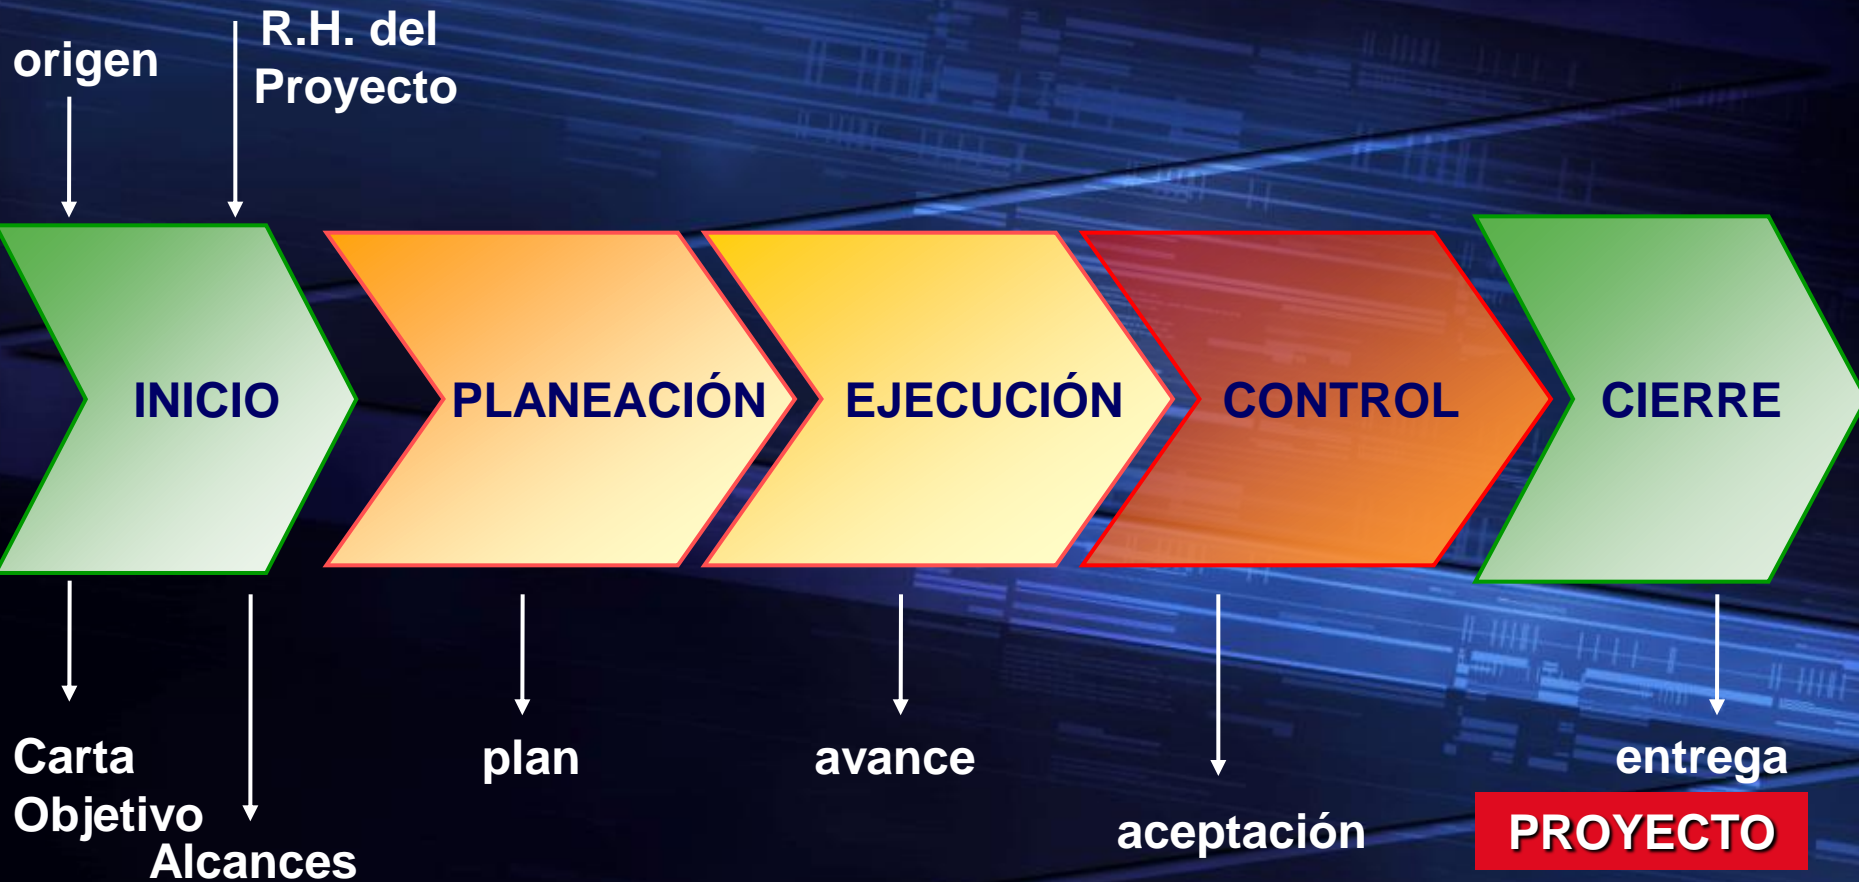 origen
R.H. del
Proyecto
INICIO
PLANEACIÓN
EJECUCIÓN
CONTROL
CIERRE
Carta
Objetivo
Alcances
plan
avance
aceptación
entrega
PROYECTO